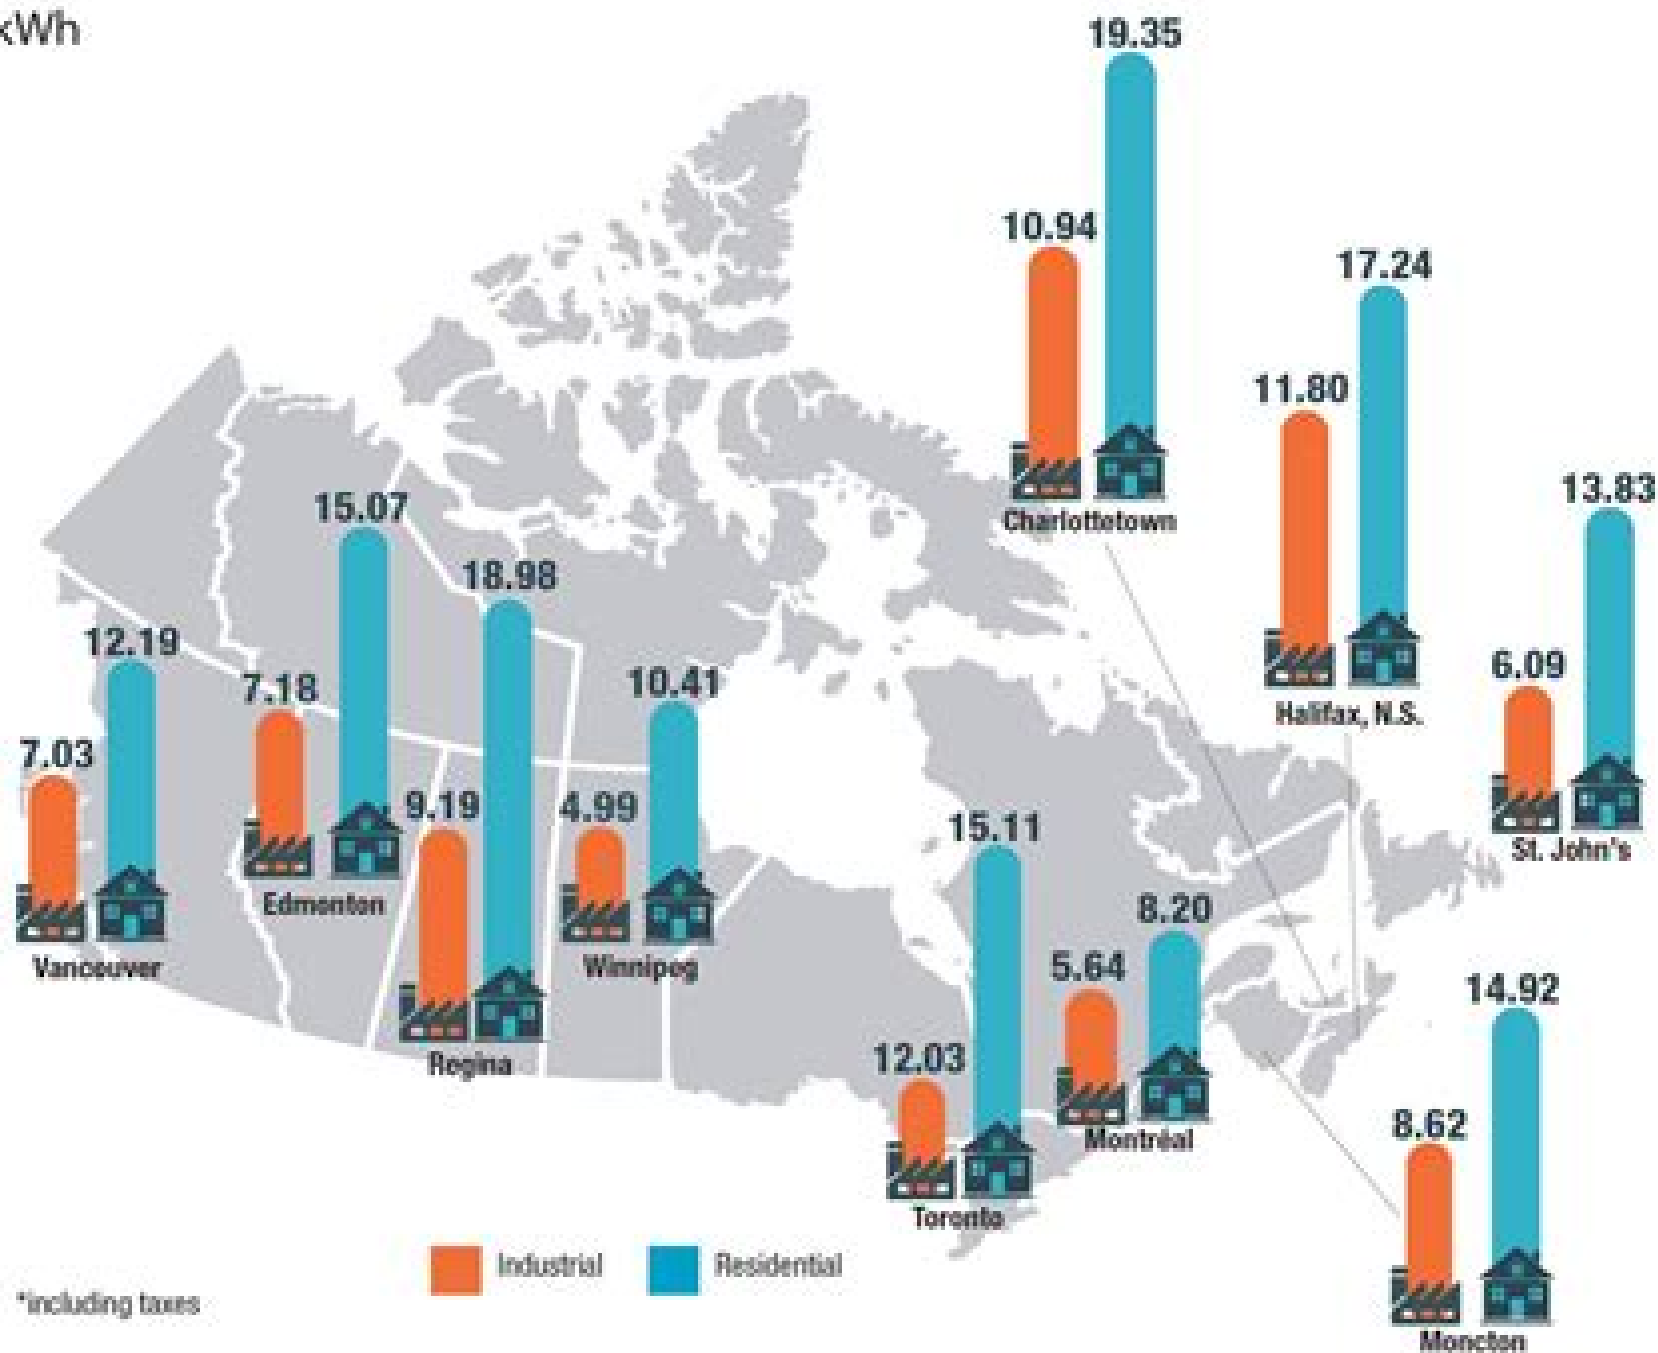 kWh
19.35
10.94
Charlottetown
17.24
11.80
Halifax, N.S.
13.83
6.09
St. John's
15.07
7.18
Edmonton
18.98
9.19
Regina
12.19
7.03
Vancouver
10.41
4.99
Winnipeg
15.11
12.03
Toronto
8.20
5.64
Montréal
14.92
8.62
Moncton
Industrial
Residential
*including taxes